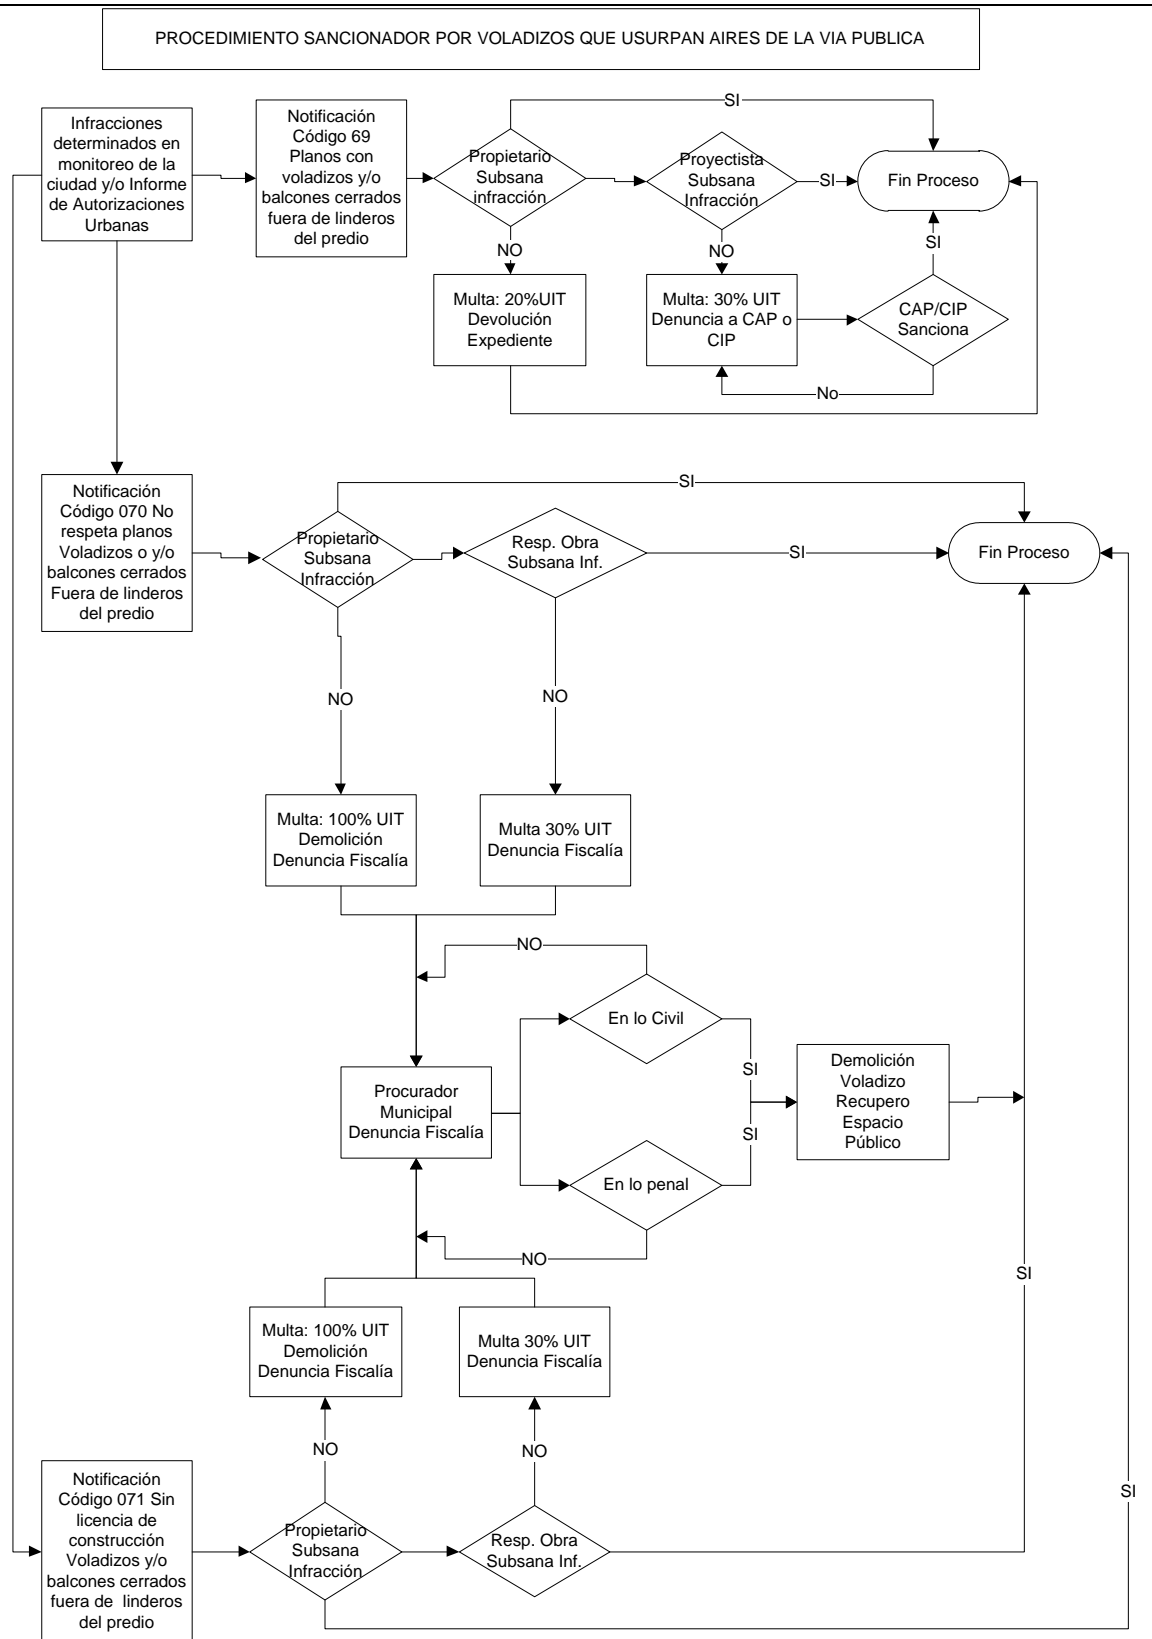 PROCEDIMIENTO SANCIONADOR POR VOLADIZOS QUE USURPAN AIRES DE LA VIA PUBLICA
Infracciones
determinados en
monitoreo de la
ciudad y/o Informe
de Autorizaciones
Urbanas
Notificación
Código 69
Planos con
voladizos y/o
balcones cerrados
fuera de linderos
del predio
Propietario
Subsana
infracción
SI
Proyectista
Subsana
Infracción
SI
Fin Proceso
NO
NO
SI
Multa: 20%UIT
Devolución
Expediente
Multa: 30% UIT
Denuncia a CAP o
CIP
CAP/CIP
Sanciona
No
Notificación
Código 070 No
respeta planos
Voladizos o y/o
balcones cerrados
Fuera de linderos
del predio
Propietario
Subsana
Infracción
SI
Resp. Obra
Subsana Inf.
SI
Fin Proceso
NO
NO
Multa: 100% UIT
Demolición
Denuncia Fiscalía
Multa 30% UIT
Denuncia Fiscalía
NO
En lo Civil
SI
Procurador
Municipal
Denuncia Fiscalía
Demolición
Voladizo
Recupero
Espacio
Público
SI
En lo penal
NO
SI
Multa: 100% UIT
Demolición
Denuncia Fiscalía
Multa 30% UIT
Denuncia Fiscalía
NO
NO
SI
Notificación
Código 071 Sin
licencia de
construcción
Voladizos y/o
balcones cerrados
fuera de linderos
del predio
Propietario
Subsana
Infracción
Resp. Obra
Subsana Inf.